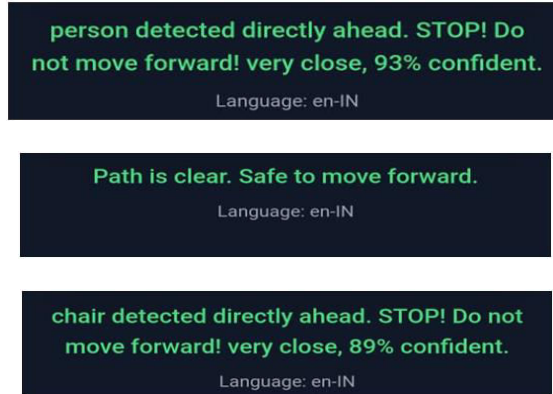 person detected directly ahead. STOP! Do
not move forward! very close, 93% confident.
Language: en-IN
Path is clear. Safe to move forward.
Language: en-IN
chair detected directly ahead. STOP! Do not
move forward! very close, 89% confident.
Language: en-IN